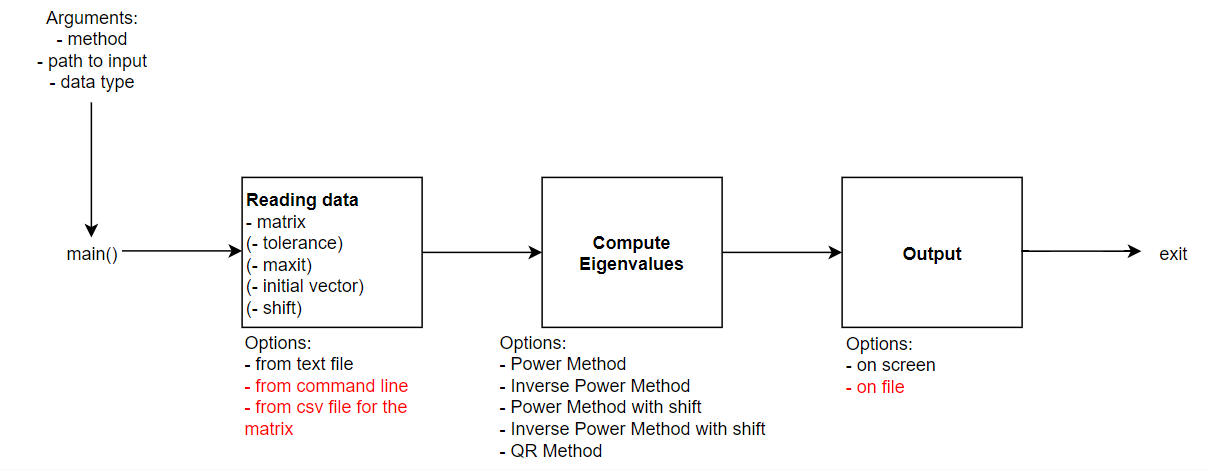 Arguments:
- method
- path to input
- data type
main()
Reading data
- matrix
(- tolerance)
(- maxit)
(- initial vector)
(- shift)
Options:
- from text file
- from command line
- from csv file for the
matrix
Compute
Eigenvalues
Options:
- Power Method
- Inverse Power Method
- Power Method with shift
- Inverse Power Method with shift
- QR Method
Output
Options:
- on screen
- on file
exit